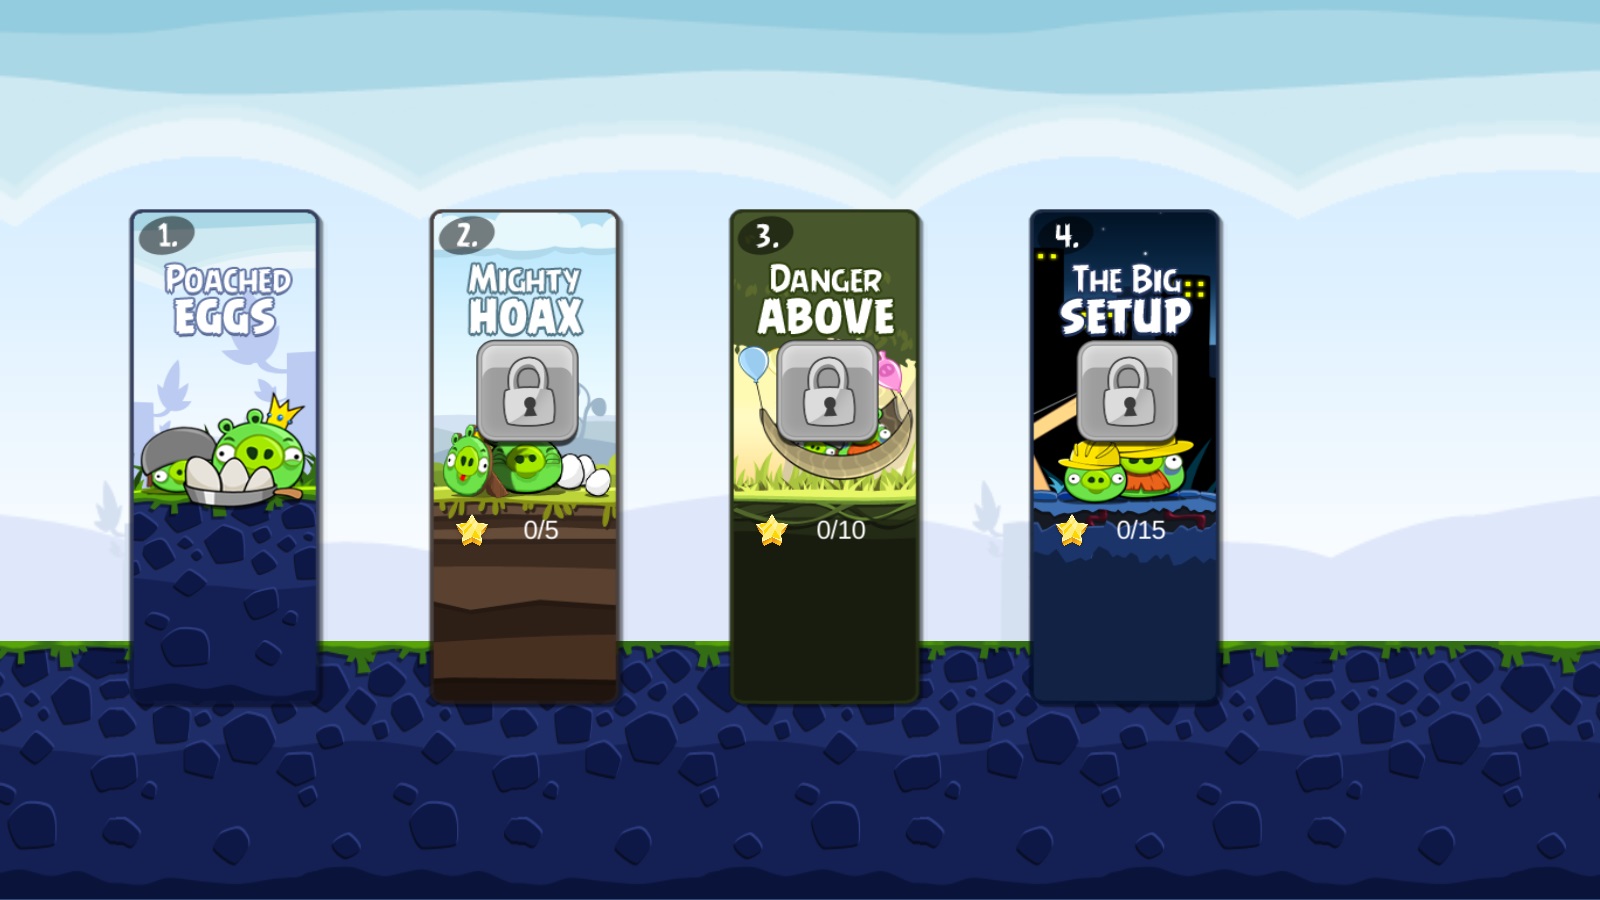 1.
POACHED
EGGS
2.
MIGHTY
HOAX
0/5
3.
DANGER
ABOVE
0/10
4.
THE BIG
SETUP
0/15